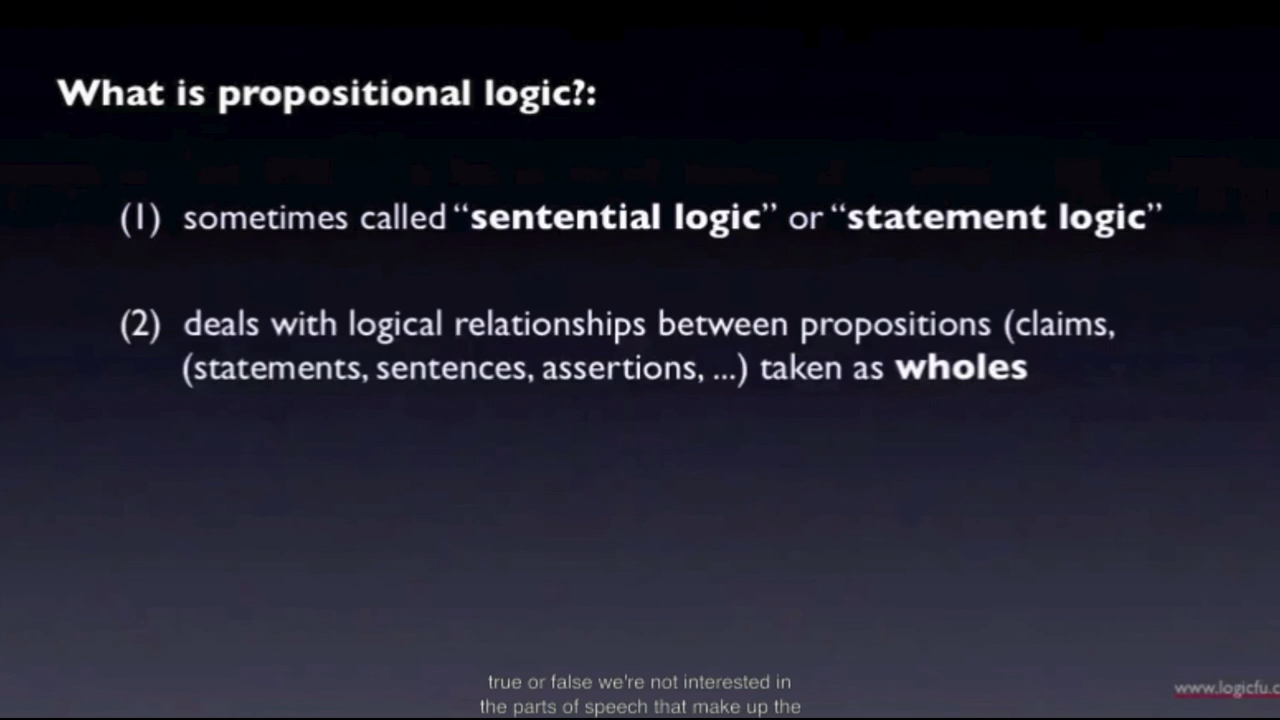 What is propositional logic?:
(1) sometimes called “sentential logic” or “statement logic”
(2) deals with logical relationships between propositions (claims,
(statements, sentences, assertions, ...) taken as wholes
true or false we're not interested in
the parts of speech that make up the
www.logicfu.c